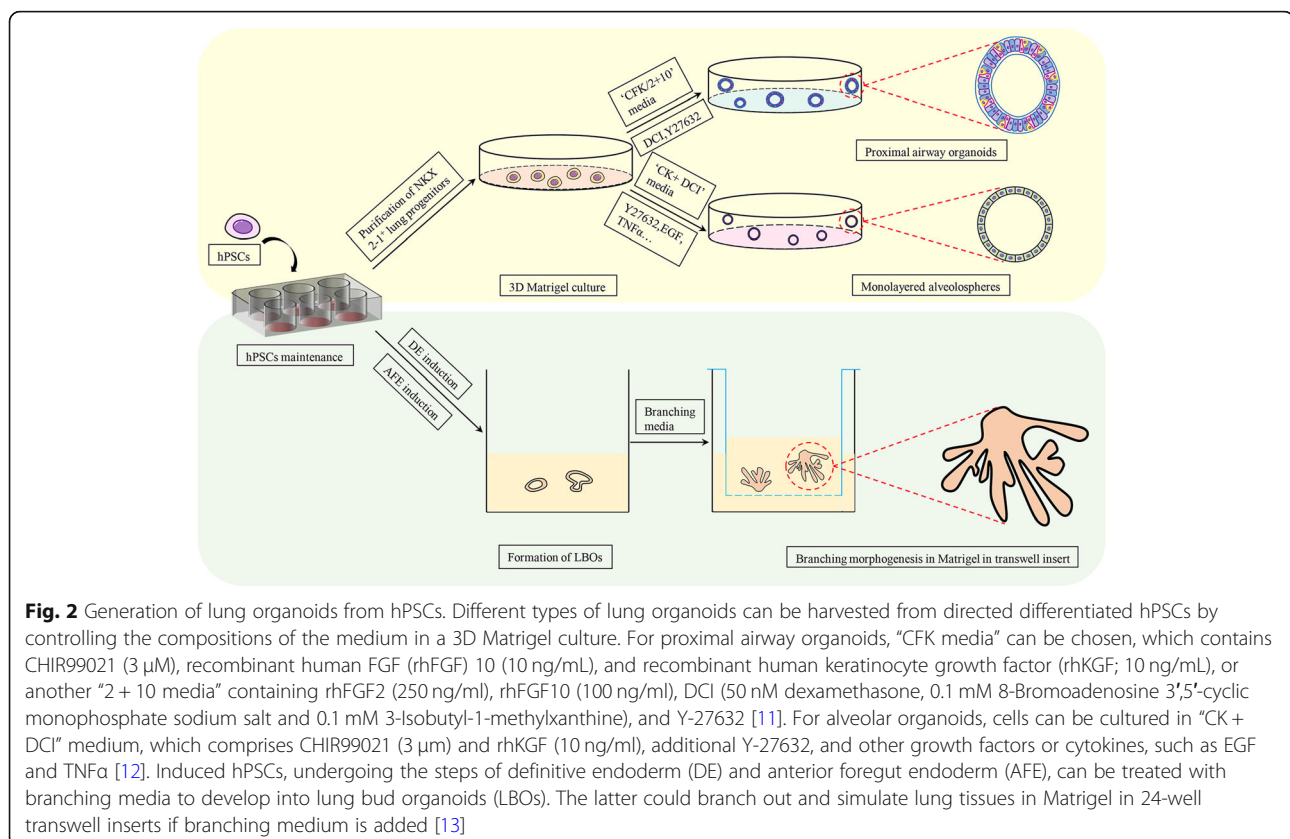 'CFK/2+10'
media
DCI,Y27632
Proximal airway organoids
Purification of NKX
2-1⁺ lung progenitors
'CK+ DCI'
media
Y27632,EGF,
TNFα...
hPSCs
3D Matrigel culture
Monolayered alveolospheres
hPSCs maintenance
DE induction
AFE induction
Branching
media
Formation of LBOs
Branching morphogenesis in Matrigel in transwell insert
Fig. 2 Generation of lung organoids from hPSCs. Different types of lung organoids can be harvested from directed differentiated hPSCs by
controlling the compositions of the medium in a 3D Matrigel culture. For proximal airway organoids, “CFK media” can be chosen, which contains
CHIR99021 (3 μM), recombinant human FGF (rhFGF) 10 (10 ng/mL), and recombinant human keratinocyte growth factor (rhKGF; 10 ng/mL), or
another “2 + 10 media” containing rhFGF2 (250 ng/ml), rhFGF10 (100 ng/ml), DCI (50 nM dexamethasone, 0.1 mM 8-Bromoadenosine 3′,5′-cyclic
monophosphate sodium salt and 0.1 mM 3-Isobutyl-1-methylxanthine), and Y-27632 [11]. For alveolar organoids, cells can be cultured in “CK +
DCI” medium, which comprises CHIR99021 (3 μm) and rhKGF (10 ng/ml), additional Y-27632, and other growth factors or cytokines, such as EGF
and TNFα [12]. Induced hPSCs, undergoing the steps of definitive endoderm (DE) and anterior foregut endoderm (AFE), can be treated with
branching media to develop into lung bud organoids (LBOs). The latter could branch out and simulate lung tissues in Matrigel in 24-well
transwell inserts if branching medium is added [13]